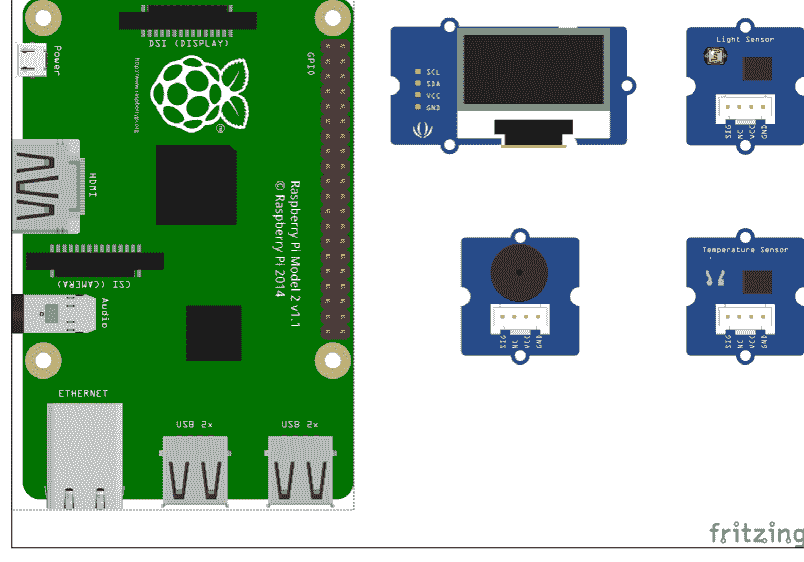 DSI (DISPLAY)
Power
GPIO
http://www.raspberrypi.org
HDMI
Raspberry Pi Model 2 v1.1
© Raspberry Pi 2014
CSI (CAMERA)
Audio
ETHERNET
USB 2x
USB 2x
SCL
SDA
VCC
GND
Light Sensor
SIG
NC
VCC
GND
SIG
NC
VCC
GND
Temperature Sensor
SIG
NC
VCC
GND
fritzing